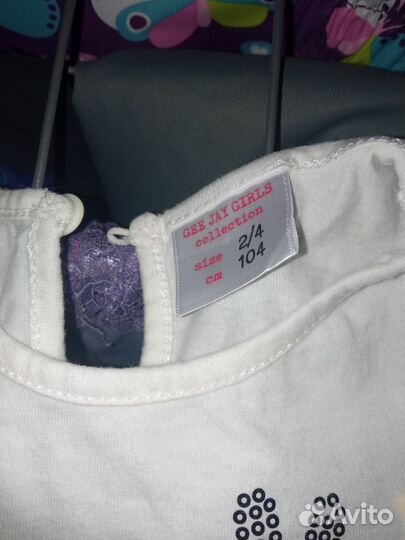 GEE JAY GIRLS
collection
size 2/4
cm 104
Avito